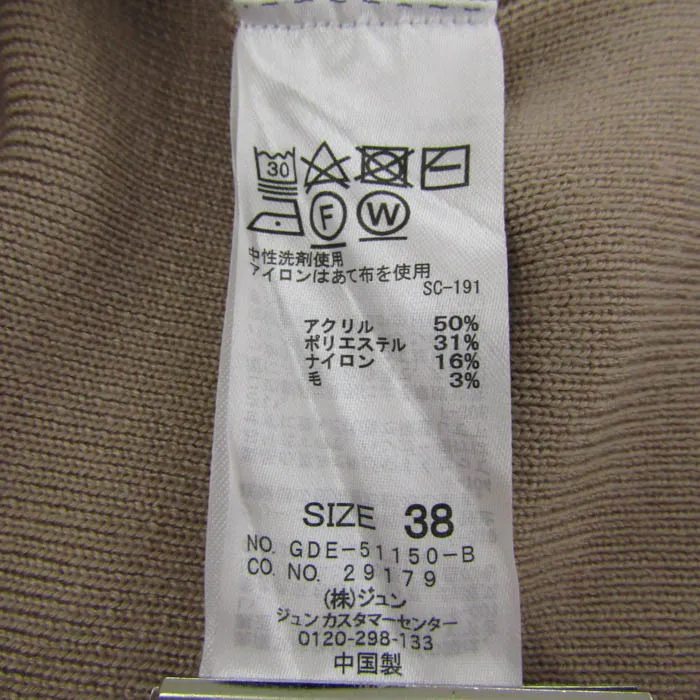 30
F W
中性洗剤使用
アイロンはあて布を使用
SC-191
アクリル 50%
ポリエステル 31%
ナイロン 16%
毛 3%
SIZE 38
NO. GDE-51150-B
CO. NO. 29179
(株)ジュン
ジュンカスタマーセンター
0120-298-133
中国製